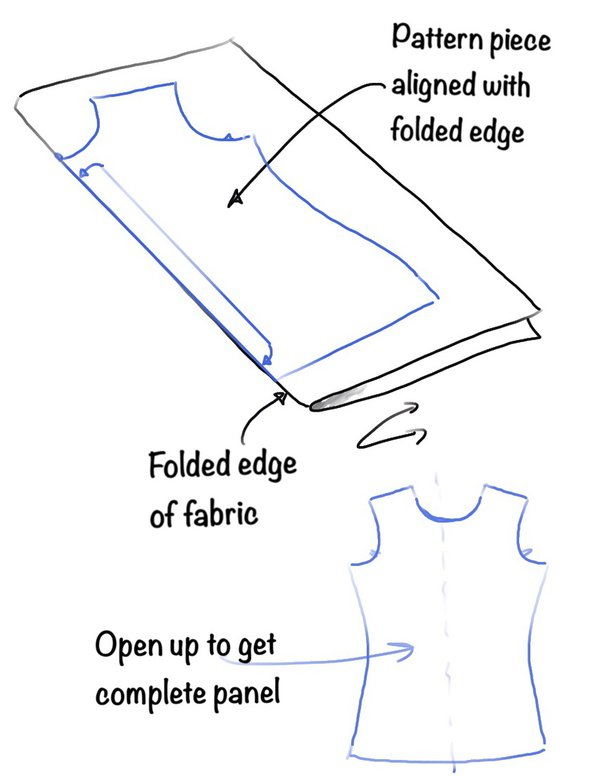 Pattern piece
aligned with
folded edge
Folded edge
of fabric
Open up to get
complete panel